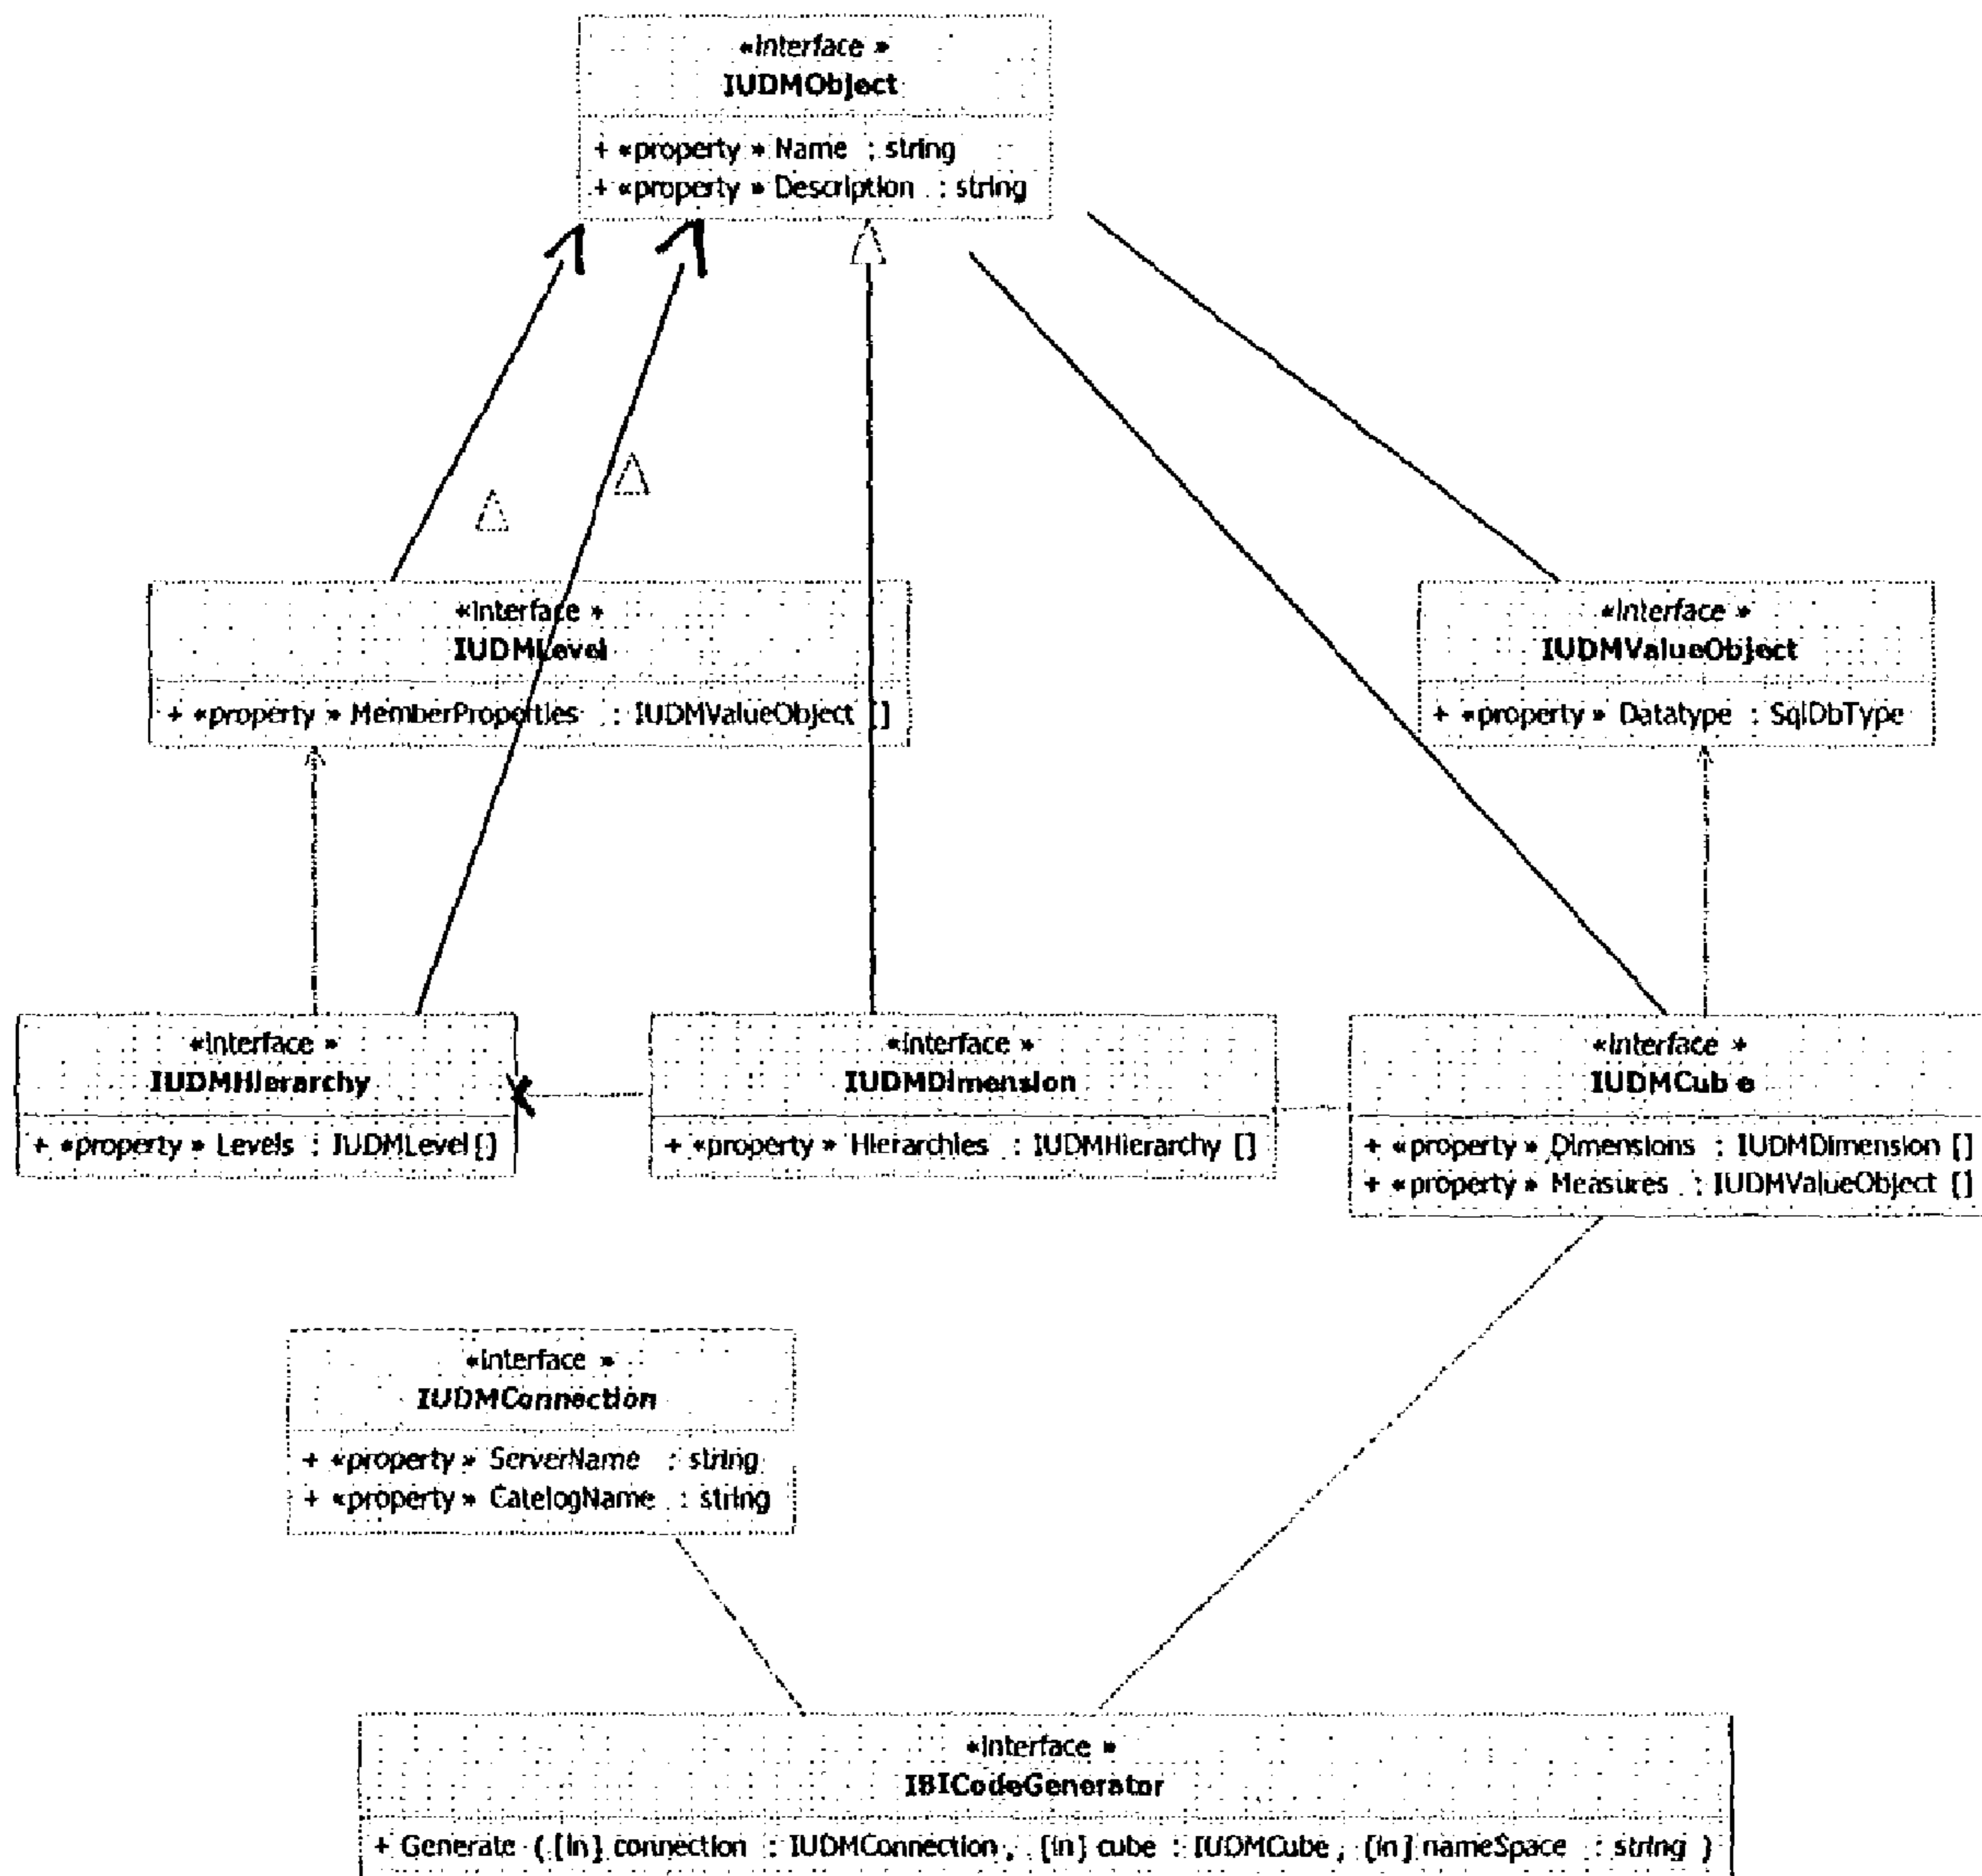 «Interface »
IUDMObject
+ «property » Name : string
+ «property » Description : string
«Interface »
IUDMLevel
+ «property » MemberProperties : IUDMValueObject []
«Interface »
IUDMValueObject
+ «property » Datatype : SqlDbType
«Interface »
IUDMHierarchy
+ «property » Levels : IUDMLevel[]
«Interface »
IUDMDimension
+ «property » Hierarchies : IUDMHierarchy []
«Interface »
IUDMCube
+ «property » Dimensions : IUDMDimension []
+ «property » Measures : IUDMValueObject []
«Interface »
IUDMConnection
+ «property » ServerName : string
+ «property » CatelogName : string
«Interface »
IBICodeGenerator
+ Generate ( [in] connection : IUDMConnection , [in] cube : IUDMCube , [in] nameSpace : string )